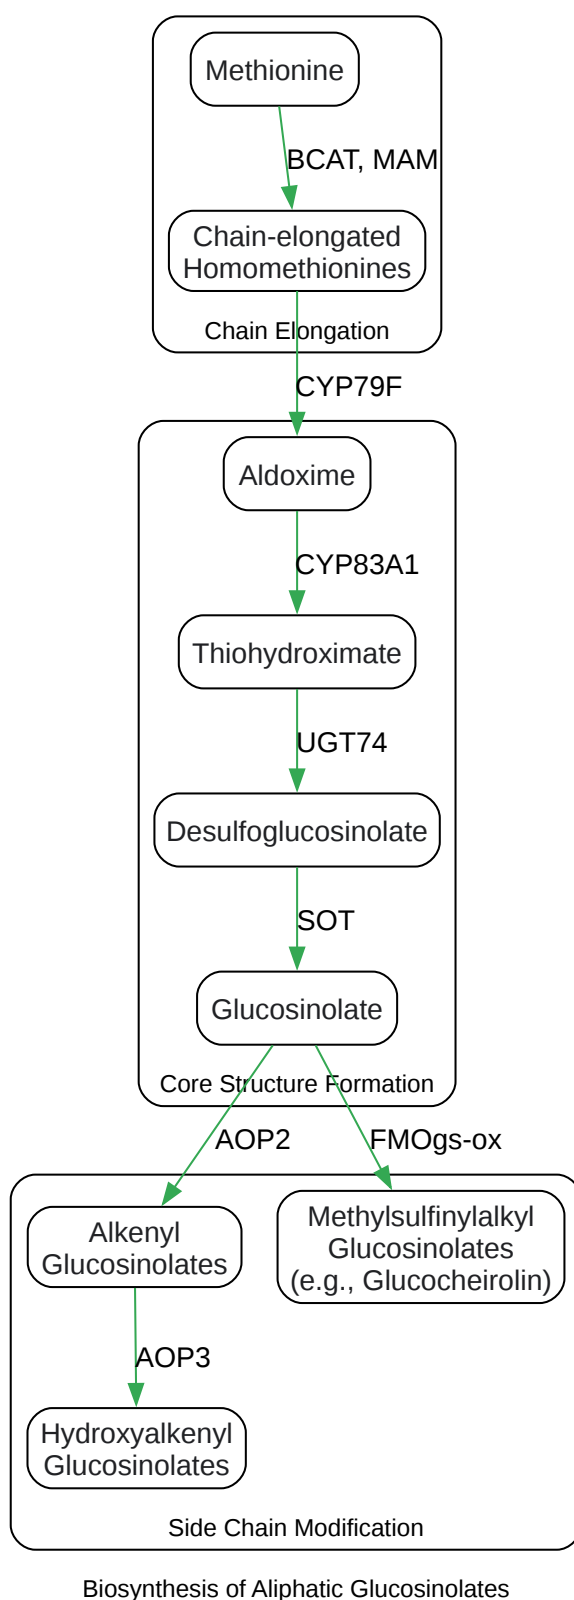 Methionine
BCAT, MAM
Chain-elongated
Homomethionines
Chain Elongation
CYP79F
Aldoxime
CYP83A1
Thiohydroximate
UGT74
Desulfoglucosinolate
SOT
Glucosinolate
Core Structure Formation
AOP2
FMOgs-ox
Alkenyl
Glucosinolates
Methylsulfinylalkyl
Glucosinolates
(e.g., Glucocheirolin)
AOP3
Hydroxyalkenyl
Glucosinolates
Side Chain Modification
Biosynthesis of Aliphatic Glucosinolates